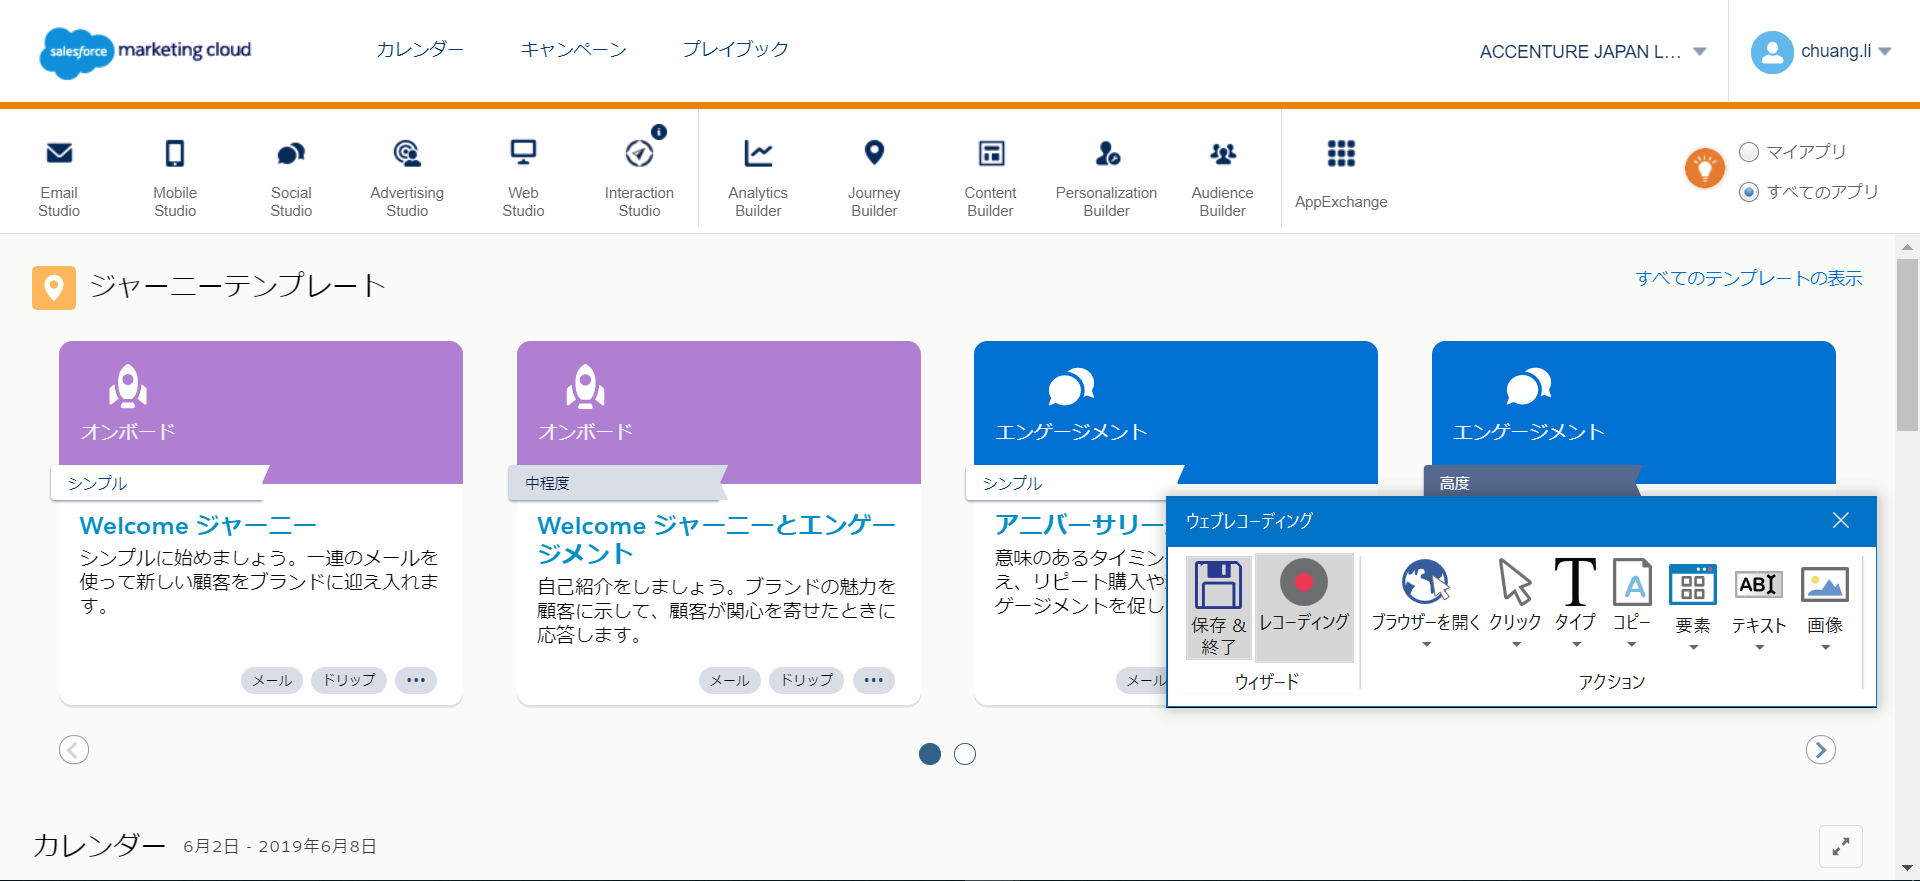 salesforce marketing cloud
カレンダー
キャンペーン
プレイブック
ACCENTURE JAPAN L...
chuang.li
Email
Studio
Mobile
Studio
Social
Studio
Advertising
Studio
Web
Studio
Interaction
Studio
Analytics
Builder
Journey
Builder
Content
Builder
Personalization
Builder
Audience
Builder
AppExchange
マイアプリ
すべてのアプリ
ジャーニーテンプレート
すべてのテンプレートの表示
オンボード
シンプル
Welcome ジャーニー
シンプルに始めましょう。一連のメールを
使って新しい顧客をブランドに迎え入れま
す。
メール
ドリップ
•••
オンボード
中程度
Welcome ジャーニーとエンゲー
ジメント
自己紹介をしましょう。ブランドの魅力を
顧客に示して、顧客が関心を寄せたときに
応答します。
メール
ドリップ
•••
エンゲージメント
シンプル
アニバーサリー
意味のあるタイミン
え、リピート購入や
ゲージメントを促し
メール
エンゲージメント
高度
ウェブレコーディング
保存 &
終了
レコーディング
ウィザード
ブラウザーを開く
クリック
T
タイプ
A
コピー
要素
AB
テキスト
画像
アクション
カレンダー 6月2日 - 2019年6月8日